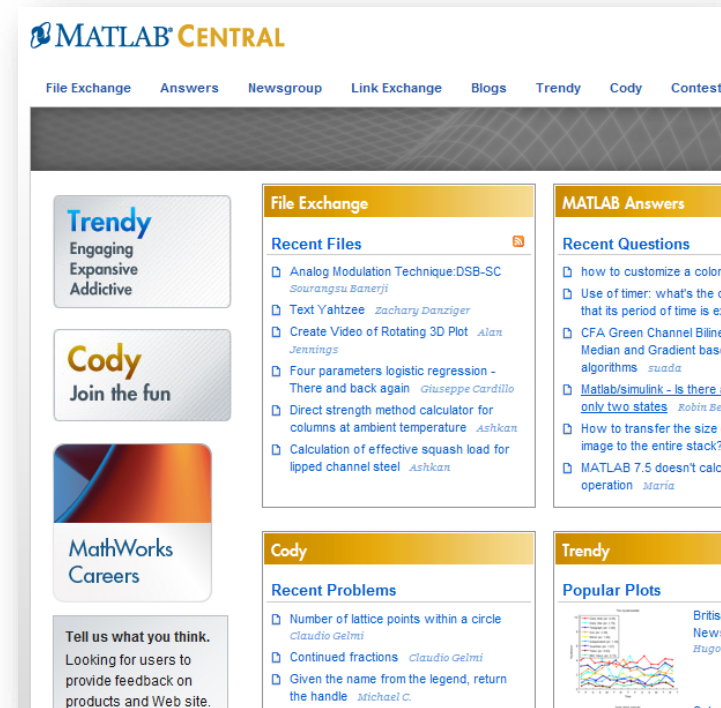 MATLAB CENTRAL
File Exchange Answers Newsgroup Link Exchange Blogs Trendy Cody Contest
Trendy
Engaging
Expansive
Addictive
Cody
Join the fun
MathWorks
Careers
Tell us what you think.
Looking for users to
provide feedback on
products and Web site.
File Exchange
Recent Files
Analog Modulation Technique:DSB-SC
Sourangsu Banerji
Text Yahtzee Zachary Danziger
Create Video of Rotating 3D Plot Alan
Jennings
Four parameters logistic regression -
There and back again Giuseppe Cardillo
Direct strength method calculator for
columns at ambient temperature Ashkan
Calculation of effective squash load for
lipped channel steel Ashkan
Cody
Recent Problems
Number of lattice points within a circle
Claudio Gelmi
Continued fractions Claudio Gelmi
Given the name from the legend, return
the handle Michael C.
MATLAB Answers
Recent Questions
how to customize a color
Use of timer: what's the
that its period of time is
CFA Green Channel
Median and Gradient
algorithms suada
Matlab/simulink - Is there
only two states Robin
How to transfer the size
image to the entire stack?
MATLAB 7.5 doesn't
operation María
Trendy
Popular Plots
Hugo